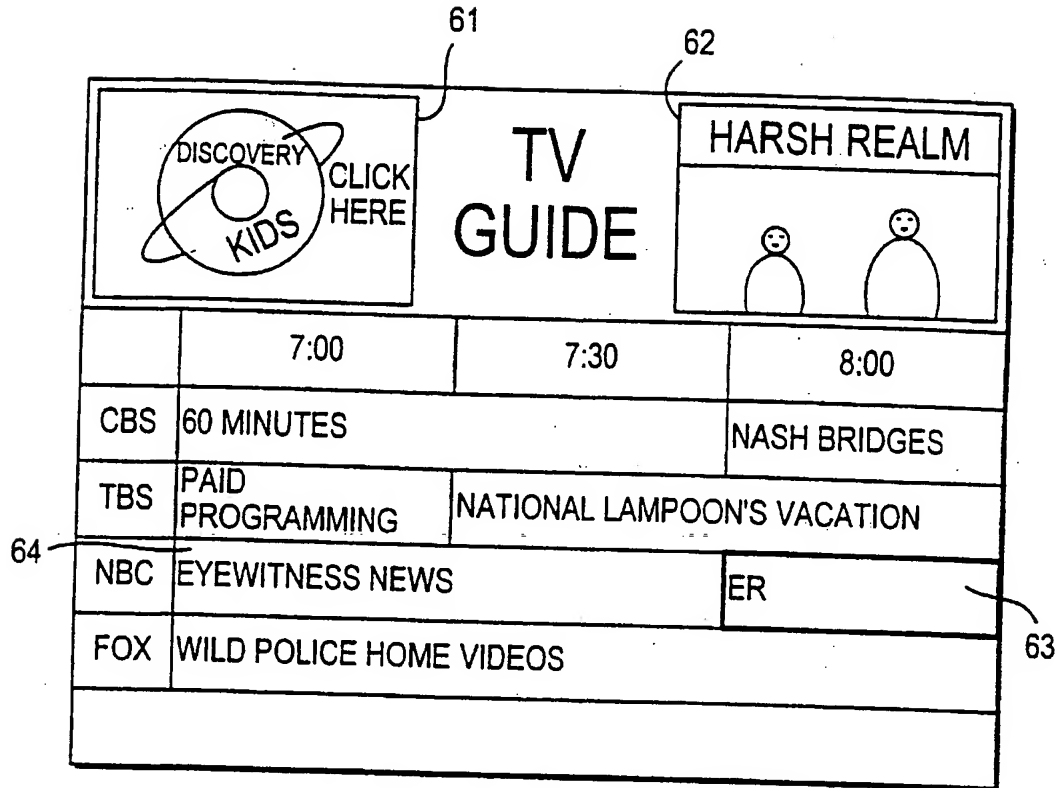 61
62
DISCOVERY
KIDS
CLICK
HERE
TV
GUIDE
HARSH REALM
7:00 7:30 8:00
CBS 60 MINUTES NASH BRIDGES
TBS PAID
PROGRAMMING NATIONAL LAMPOON'S VACATION
64
NBC EYEWITNESS NEWS ER
63
FOX WILD POLICE HOME VIDEOS